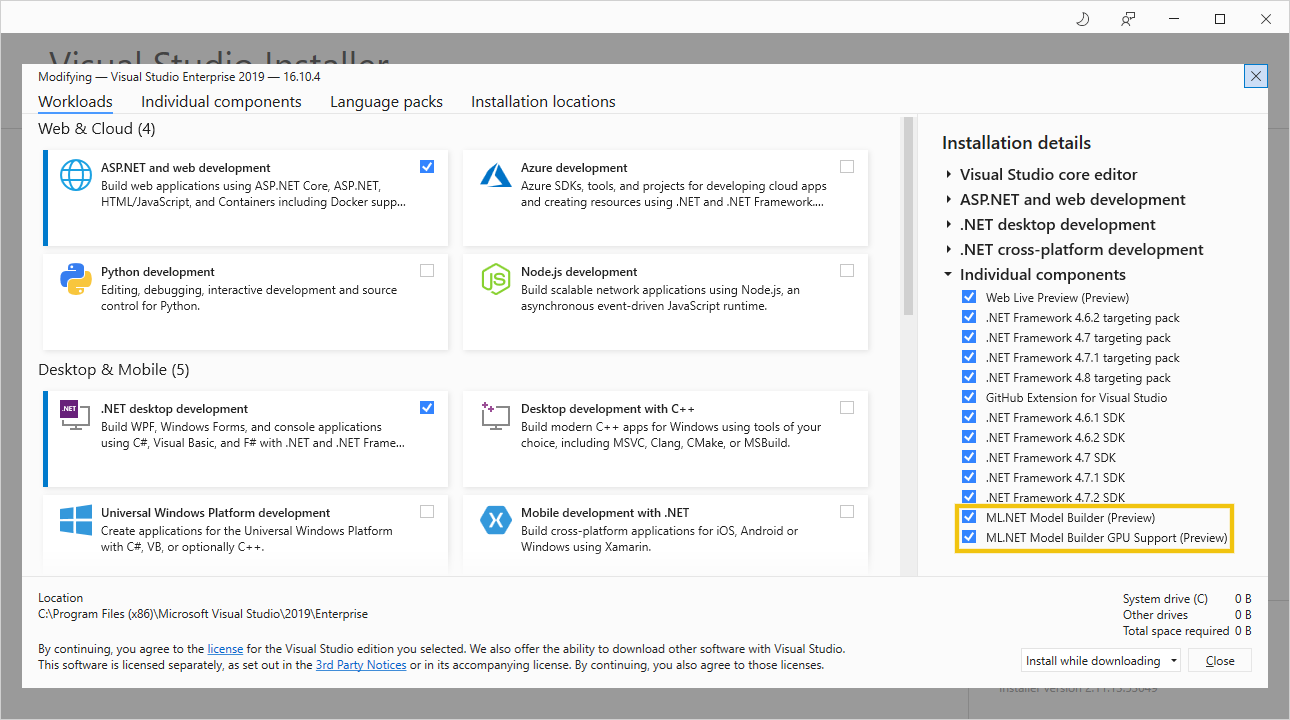 Visual Studio Installer
Modifying — Visual Studio Enterprise 2019 — 16.10.4
Workloads
Individual components
Language packs
Installation locations
Web & Cloud (4)
ASP.NET and web development
Build web applications using ASP.NET Core, ASP.NET,
HTML/JavaScript, and Containers including Docker supp...
Azure development
Azure SDKs, tools, and projects for developing cloud apps
and creating resources using .NET and .NET Framework....
Python development
Editing, debugging, interactive development and source
control for Python.
Node.js development
Build scalable network applications using Node.js, an
asynchronous event-driven JavaScript runtime.
Desktop & Mobile (5)
.NET
.NET desktop development
Build WPF, Windows Forms, and console applications
using C#, Visual Basic, and F# with .NET and .NET Frame...
Desktop development with C++
Build modern C++ apps for Windows using tools of your
choice, including MSVC, Clang, CMake, or MSBuild.
Universal Windows Platform development
Create applications for the Universal Windows Platform
with C#, VB, or optionally C++.
Mobile development with .NET
Build cross-platform applications for iOS, Android or
Windows using Xamarin.
Installation details
Visual Studio core editor
ASP.NET and web development
.NET desktop development
.NET cross-platform development
Individual components
Web Live Preview (Preview)
.NET Framework 4.6.2 targeting pack
.NET Framework 4.7 targeting pack
.NET Framework 4.7.1 targeting pack
.NET Framework 4.8 targeting pack
GitHub Extension for Visual Studio
.NET Framework 4.6.1 SDK
.NET Framework 4.6.2 SDK
.NET Framework 4.7 SDK
.NET Framework 4.7.1 SDK
.NET Framework 4.7.2 SDK
ML.NET Model Builder (Preview)
ML.NET Model Builder GPU Support (Preview)
Location
C:\Program Files (x86)\Microsoft Visual Studio\2019\Enterprise
By continuing, you agree to the license for the Visual Studio edition you selected. We also offer the ability to download other software with Visual Studio.
This software is licensed separately, as set out in the 3rd Party Notices or in its accompanying license. By continuing, you also agree to those licenses.
System drive (C) 0 B
Other drives 0 B
Total space required 0 B
Install while downloading
Close
Installer version